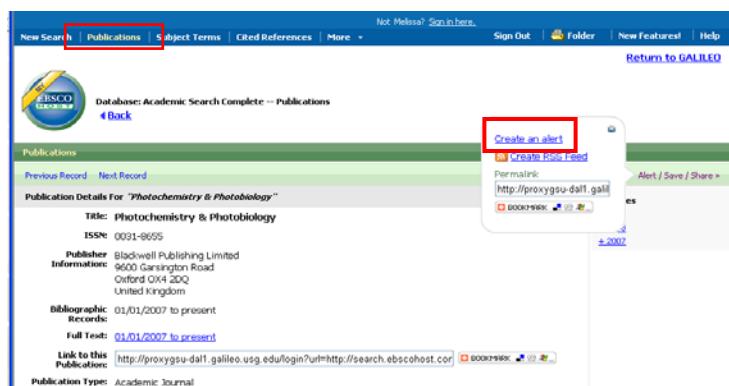 Not Melissa? Sign in here.
New Search | Publications | Subject Terms | Cited References | More
Sign Out | Folder | New Features! | Help
Return to GALILEO
EBSCO
HOST
Database: Academic Search Complete -- Publications
Back
Create an alert
Create RSS Feed
Permalink
http://proxygsu-dal1.galil
BOOKMARK
Publications
Previous Record Next Record
Alert / Save / Share »
Publication Details For "Photochemistry & Photobiology"
Title: Photochemistry & Photobiology
ISSN: 0031-8655
Publisher Information: Blackwell Publishing Limited
9600 Garsington Road
Oxford OX4 2DQ
United Kingdom
+ 2007
Bibliographic Records: 01/01/2007 to present
Full Text: 01/01/2007 to present
Link to this Publication: http://proxygsu-dal1.galileo.usg.edu/login?url=http://search.ebscohost.cor
BOOKMARK
Publication Type: Academic Journal